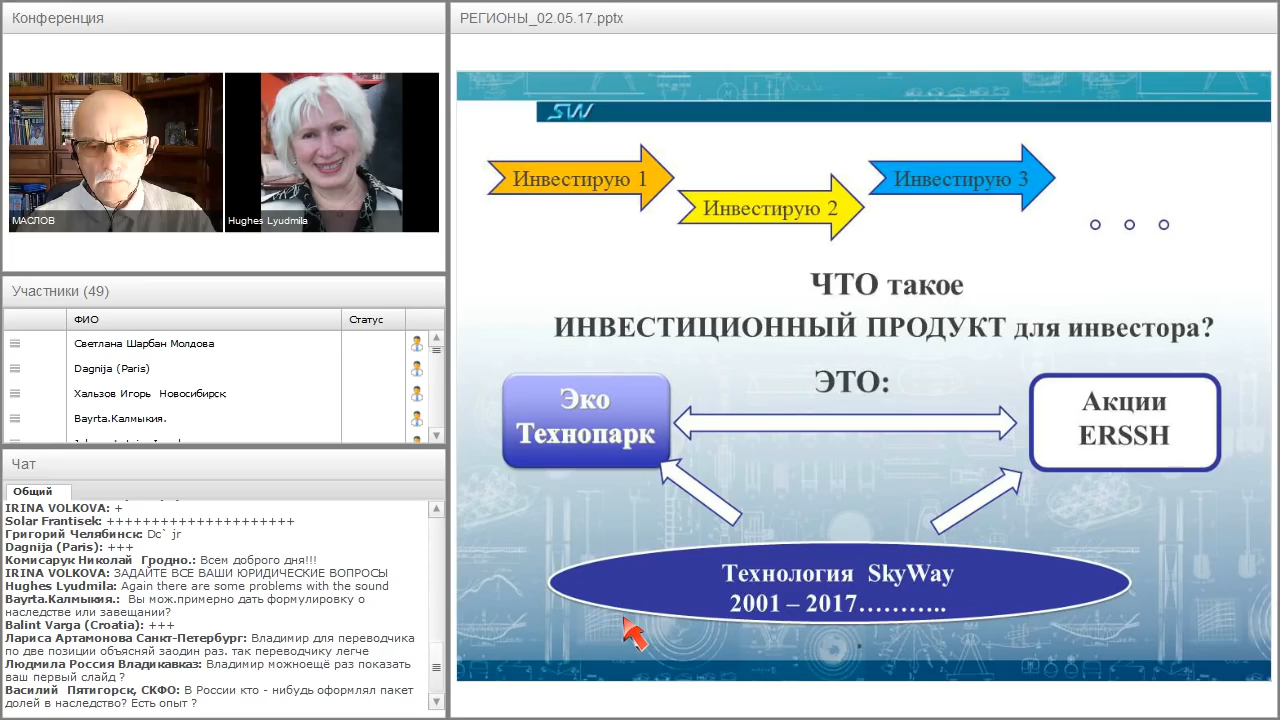 Конференция
МАСЛОВ
Hughes Lyudmila
Участники (49)
ФИО
Статус
Светлана Шарбан Молдова
Dagnija (Paris)
Хальзов Игорь Новосибирск
Bayrta.Калмыкия.
Чат
Общий
IRINA VOLKOVA: +
Solar Frantisek: +++++++++++++++++++++
Григорий Челябинск: Dc` jr
Dagnija (Paris): +++
Комисарук Николай Гродно.: Всем доброго дня!!!
IRINA VOLKOVA: ЗАДАЙТЕ ВСЕ ВАШИ ЮРИДИЧЕСКИЕ ВОПРОСЫ
Hughes Lyudmila: Again there are some problems with the sound
Bayrta.Калмыкия.: Вы мож.примерно дать формулировку о
наследстве или завещании?
Balint Varga (Croatia): +++
Лариса Артамонова Санкт-Петербург: Владимир для переводчика
по две позиции объясняй заодин раз. так переводчику легче
Людмила Россия Владикавказ: Владимир можноещё раз показать
ваш первый слайд ?
Василий Пятигорск, СКФО: В России кто - нибудь оформлял пакет
долей в наследство? Есть опыт ?
РЕГИОНЫ_02.05.17.pptx
SW
Инвестирую 1
Инвестирую 2
Инвестирую 3
ЧТО такое
ИНВЕСТИЦИОННЫЙ ПРОДУКТ для инвестора?
ЭТО:
Эко
Технопарк
Акции
ERSSH
Технология SkyWay
2001 – 2017………..